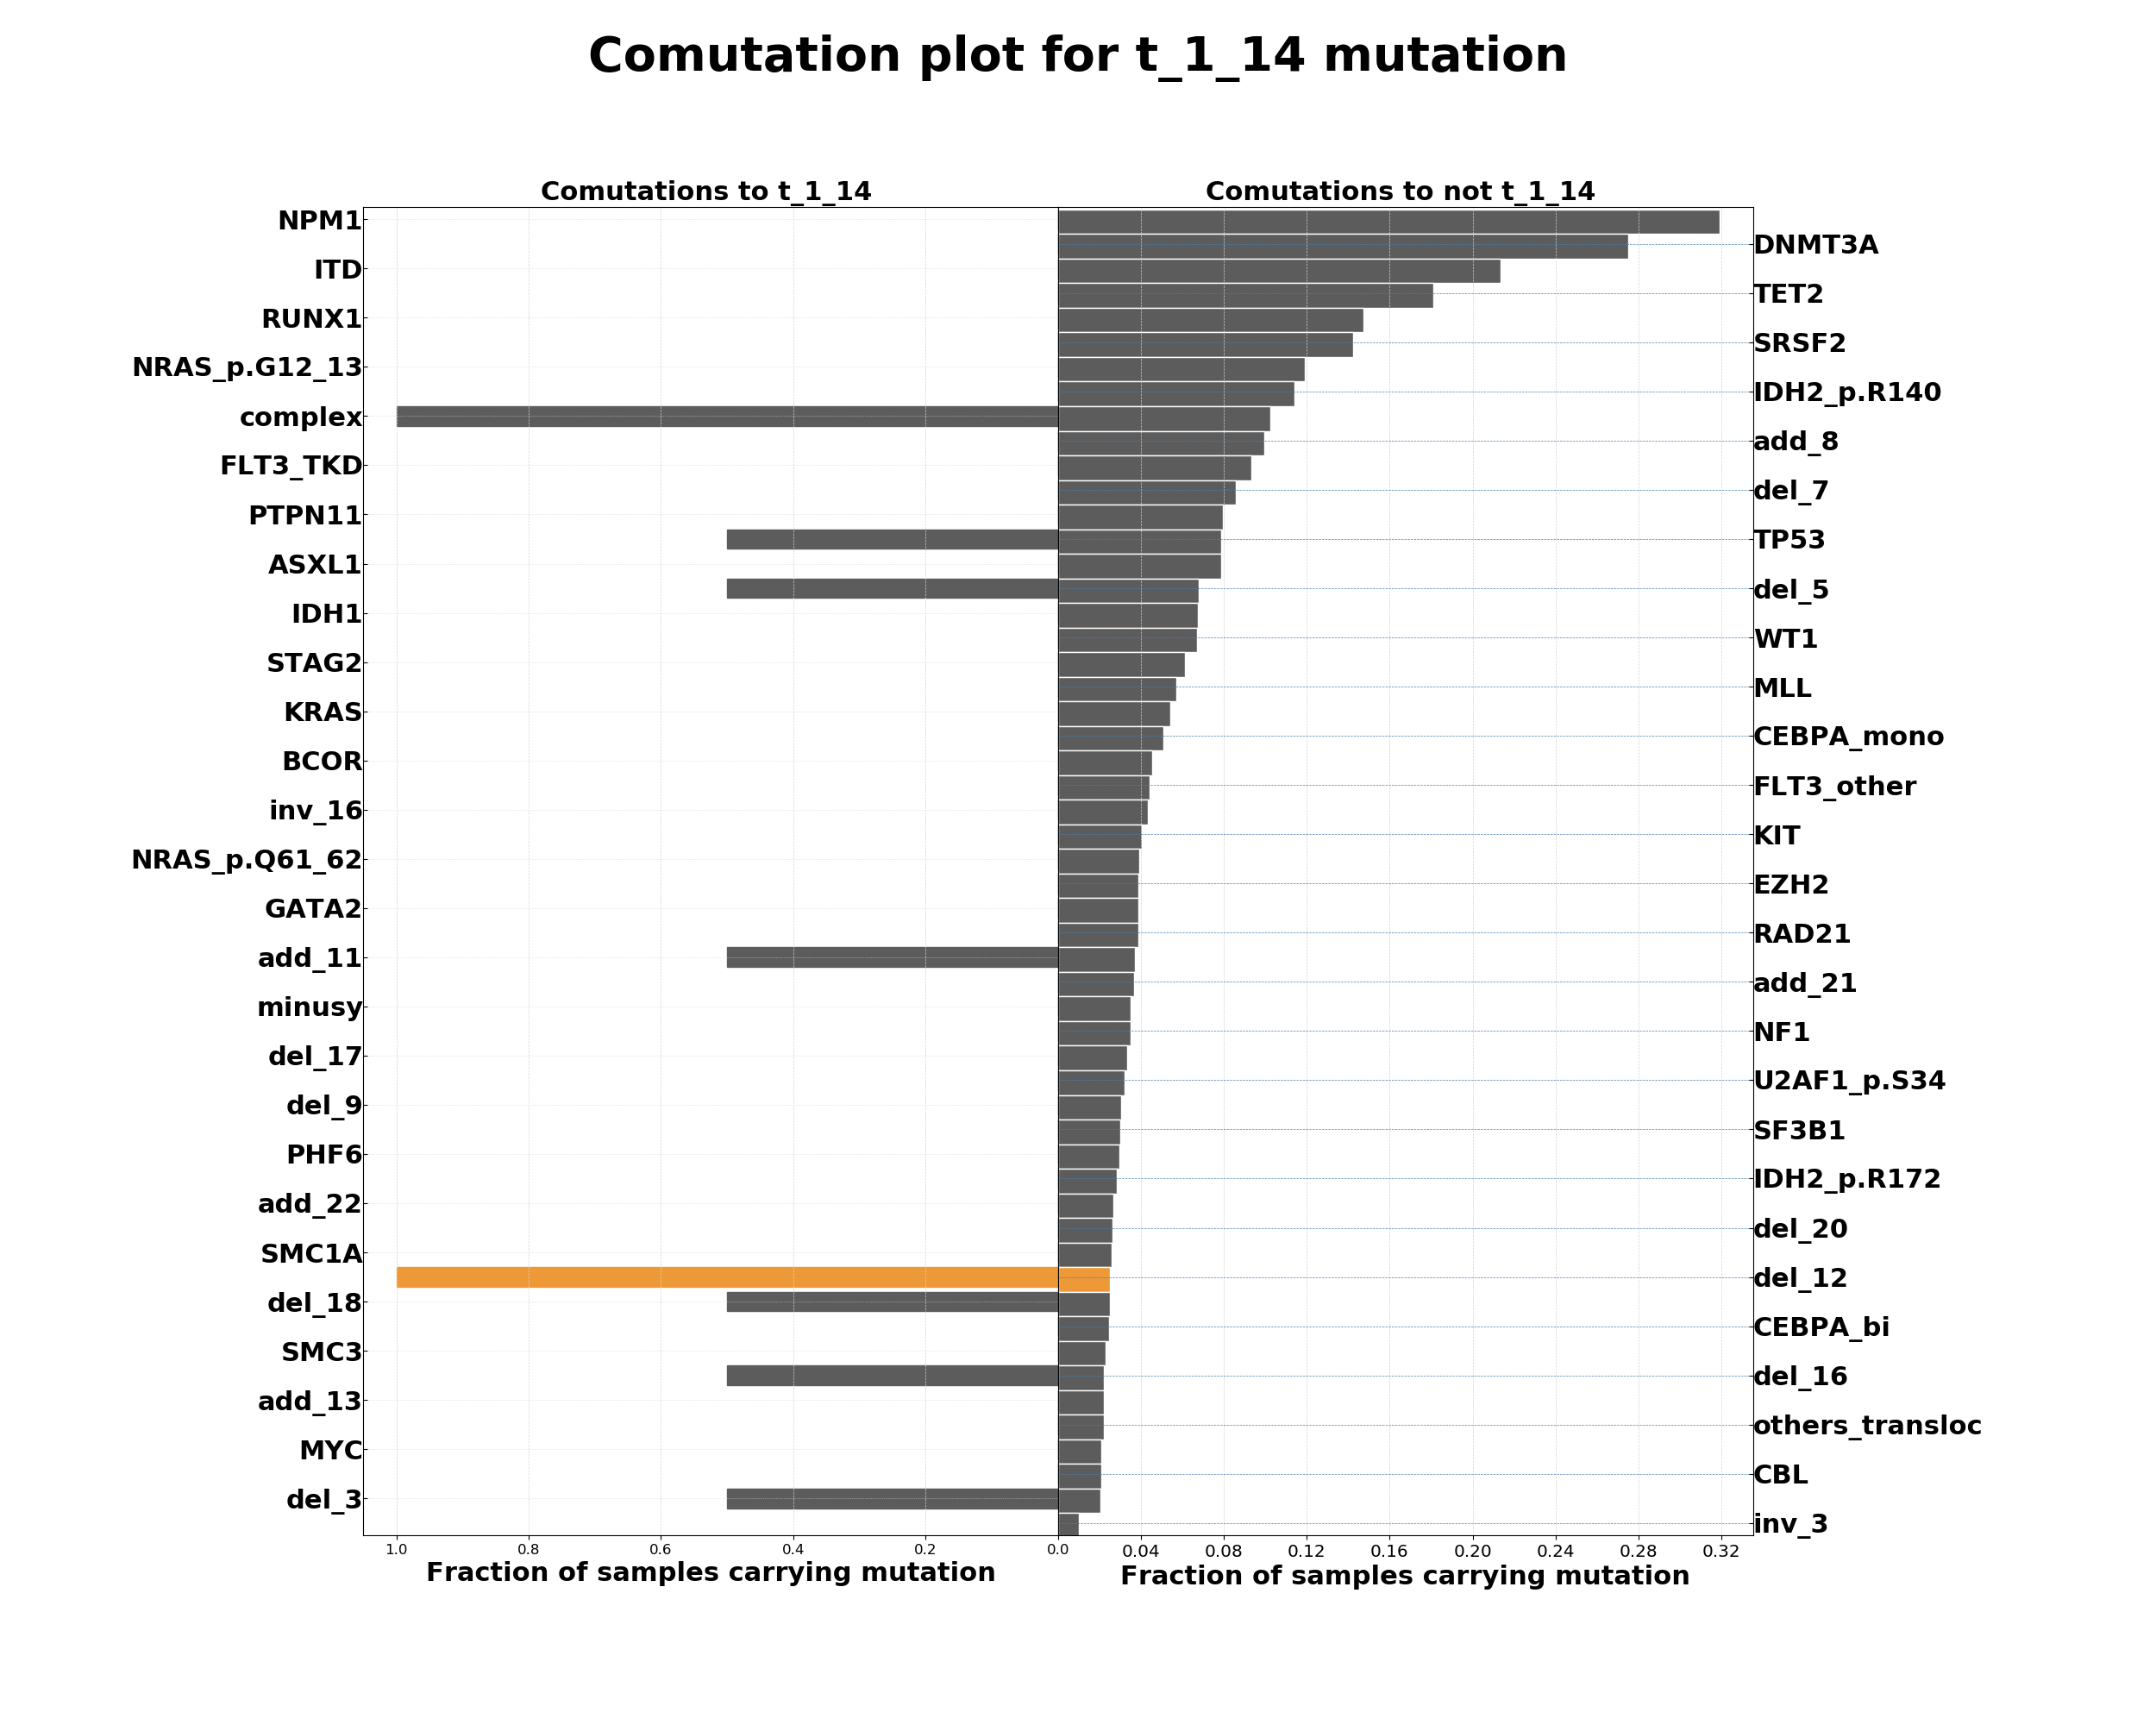 Comutation plot for t_1_14 mutation
Comutations to t_1_14
Comutations to not t_1_14
NPM1
DNMT3A
ITD
TET2
RUNX1
SRSF2
NRAS_p.G12_13
IDH2_p.R140
complex
add_8
FLT3_TKD
del_7
PTPN11
TP53
ASXL1
del_5
IDH1
WT1
STAG2
MLL
KRAS
CEBPA_mono
BCOR
FLT3_other
inv_16
KIT
NRAS_p.Q61_62
EZH2
GATA2
RAD21
add_11
add_21
minusy
NF1
del_17
U2AF1_p.S34
del_9
SF3B1
PHF6
IDH2_p.R172
add_22
del_20
SMC1A
del_12
del_18
CEBPA_bi
SMC3
del_16
add_13
others_transloc
MYC
CBL
del_3
inv_3
1.0 0.8 0.6 0.4 0.2 0.0 0.04 0.08 0.12 0.16 0.20 0.24 0.28 0.32
Fraction of samples carrying mutation
Fraction of samples carrying mutation